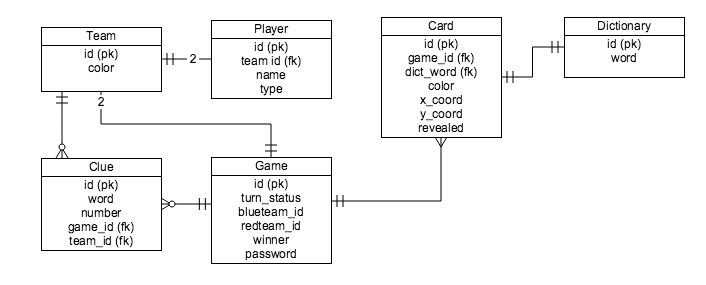 Team
id (pk)
color
2
Player
id (pk)
team id (fk)
name
type
Card
id (pk)
game_id (fk)
dict_word (fk)
color
x_coord
y_coord
revealed
Dictionary
id (pk)
word
2
Clue
id (pk)
word
number
game_id (fk)
team_id (fk)
Game
id (pk)
turn_status
blueteam_id
redteam_id
winner
password